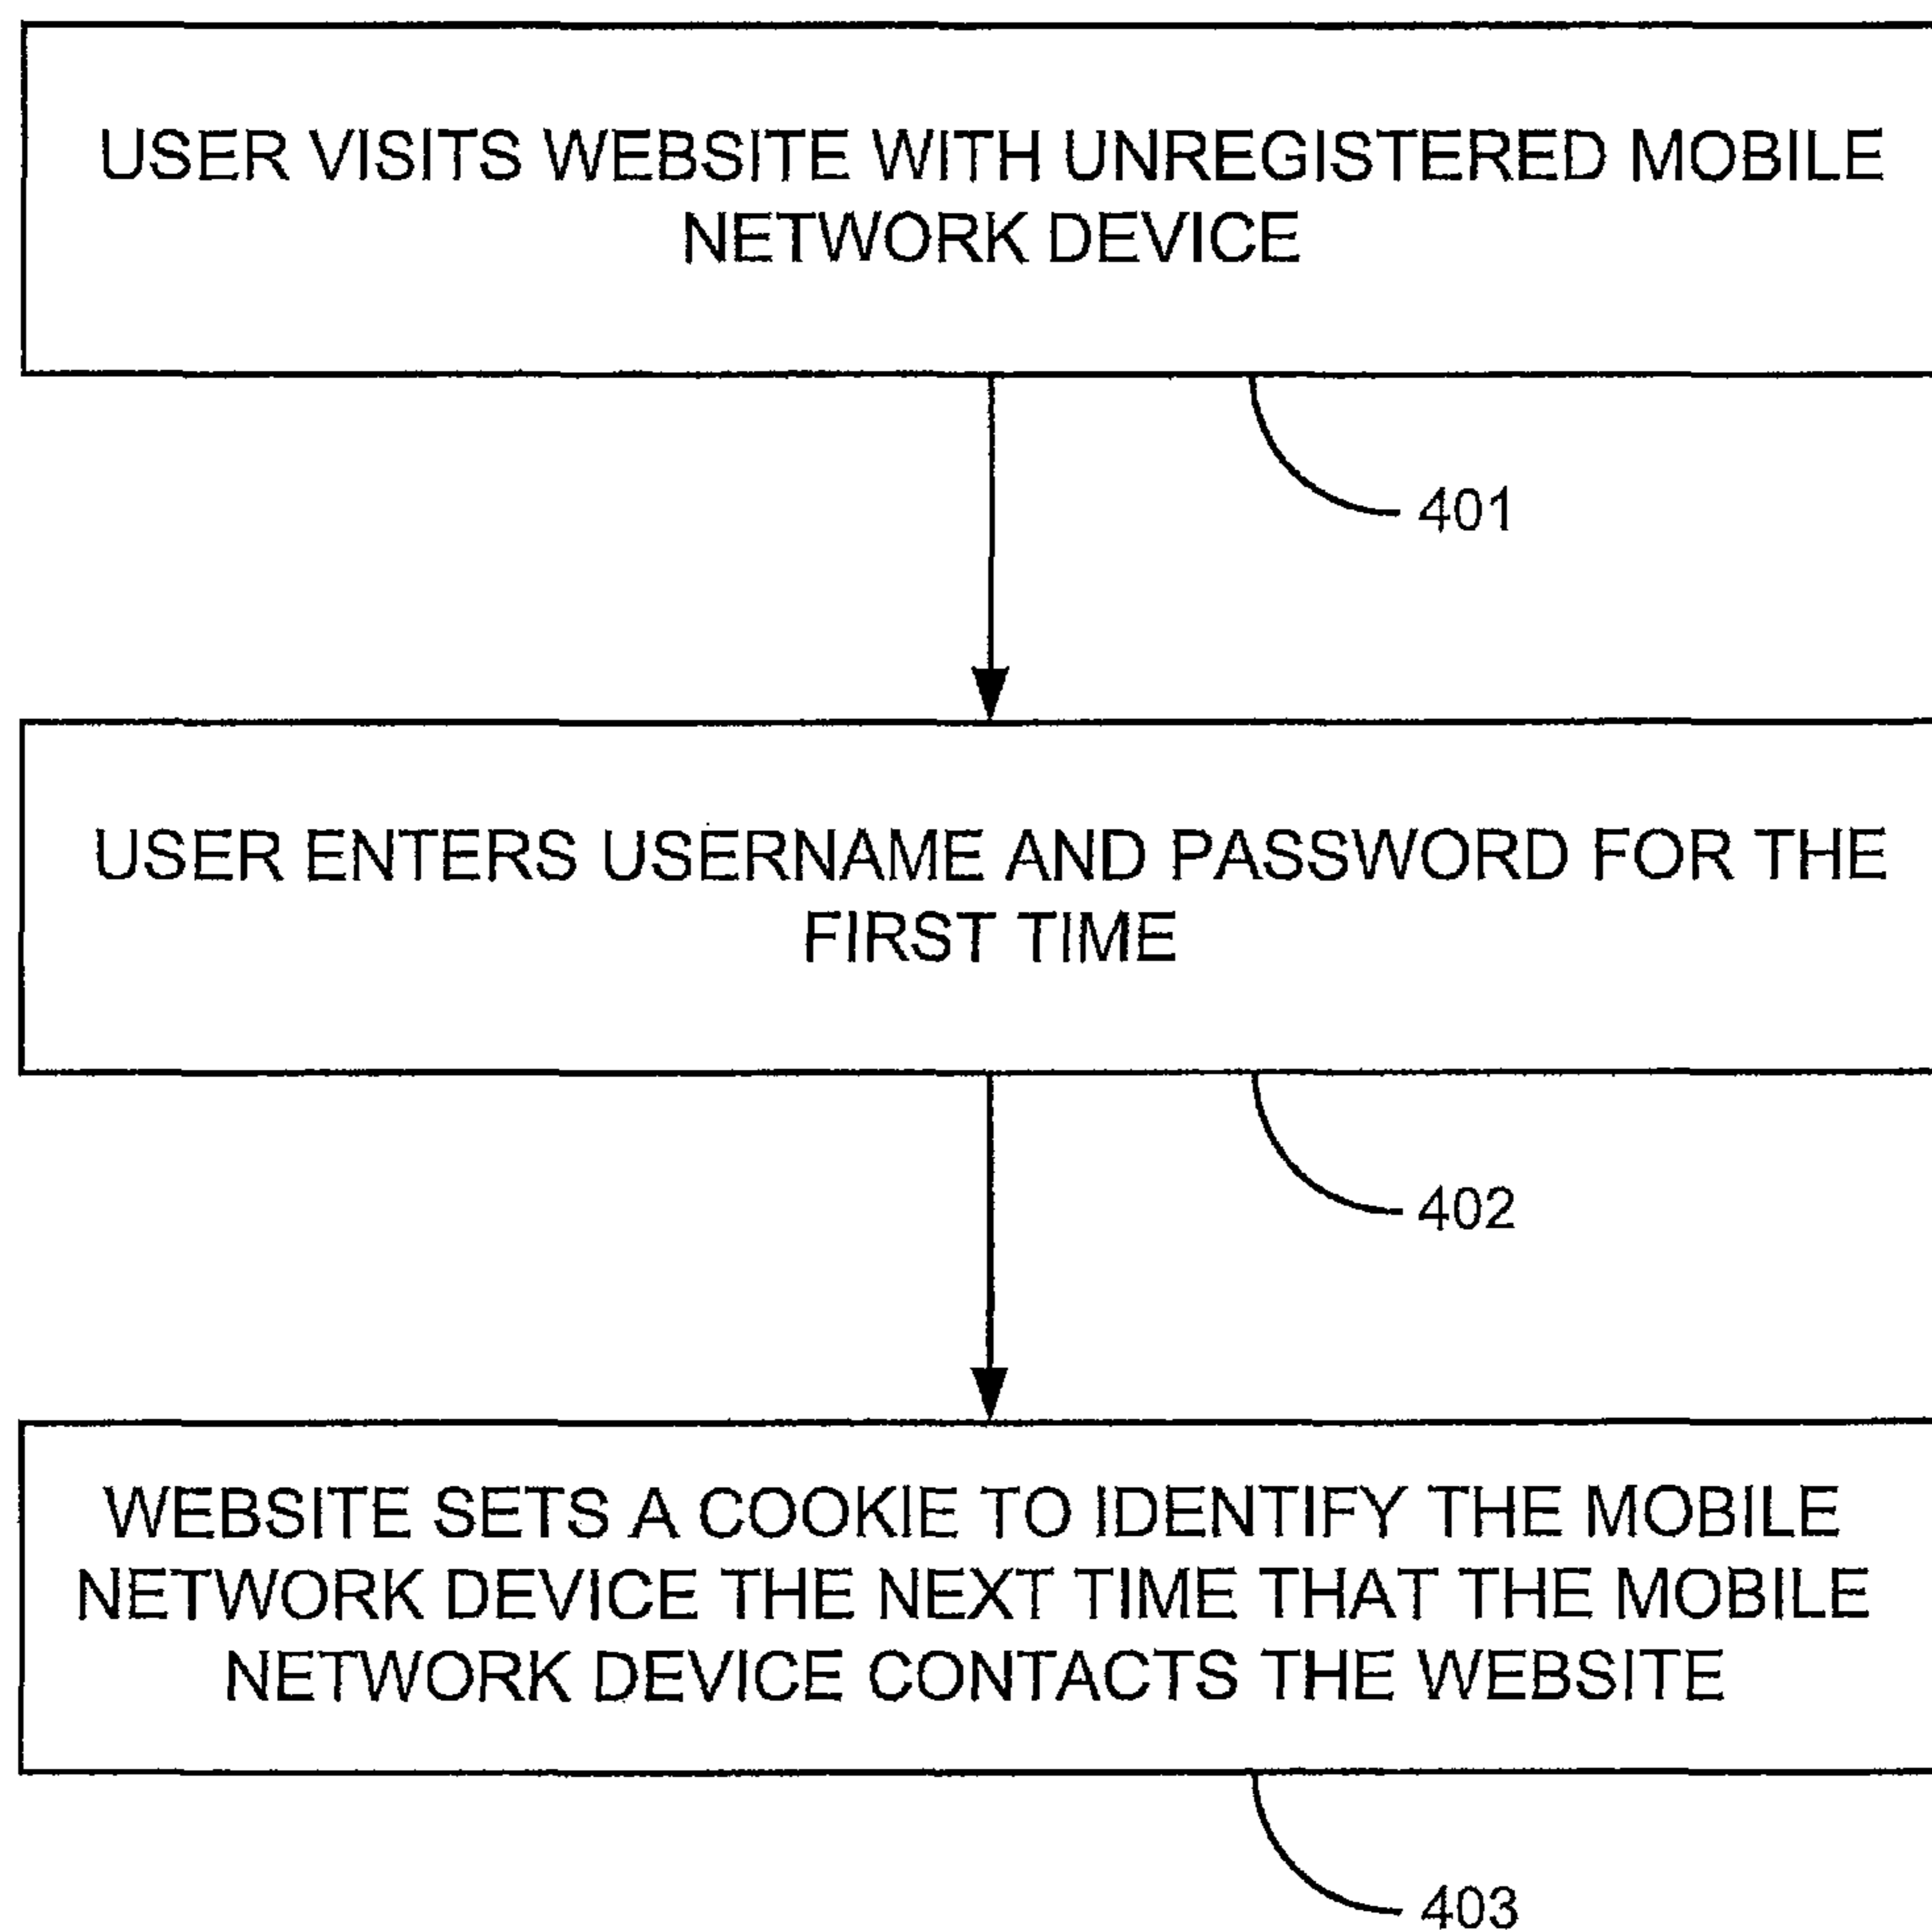 USER VISITS WEBSITE WITH UNREGISTERED MOBILE
NETWORK DEVICE
401
USER ENTERS USERNAME AND PASSWORD FOR THE
FIRST TIME
402
WEBSITE SETS A COOKIE TO IDENTIFY THE MOBILE
NETWORK DEVICE THE NEXT TIME THAT THE MOBILE
NETWORK DEVICE CONTACTS THE WEBSITE
403